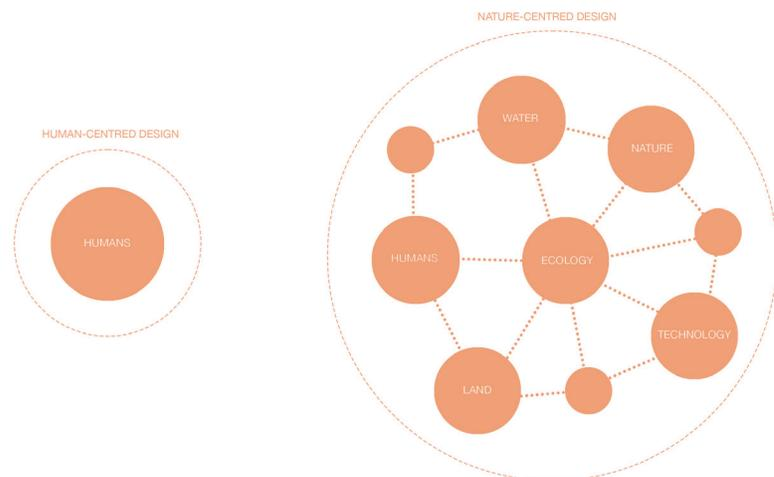 HUMAN-CENTRED DESIGN
HUMANS
NATURE-CENTRED DESIGN
WATER
NATURE
HUMANS
ECOLOGY
TECHNOLOGY
LAND